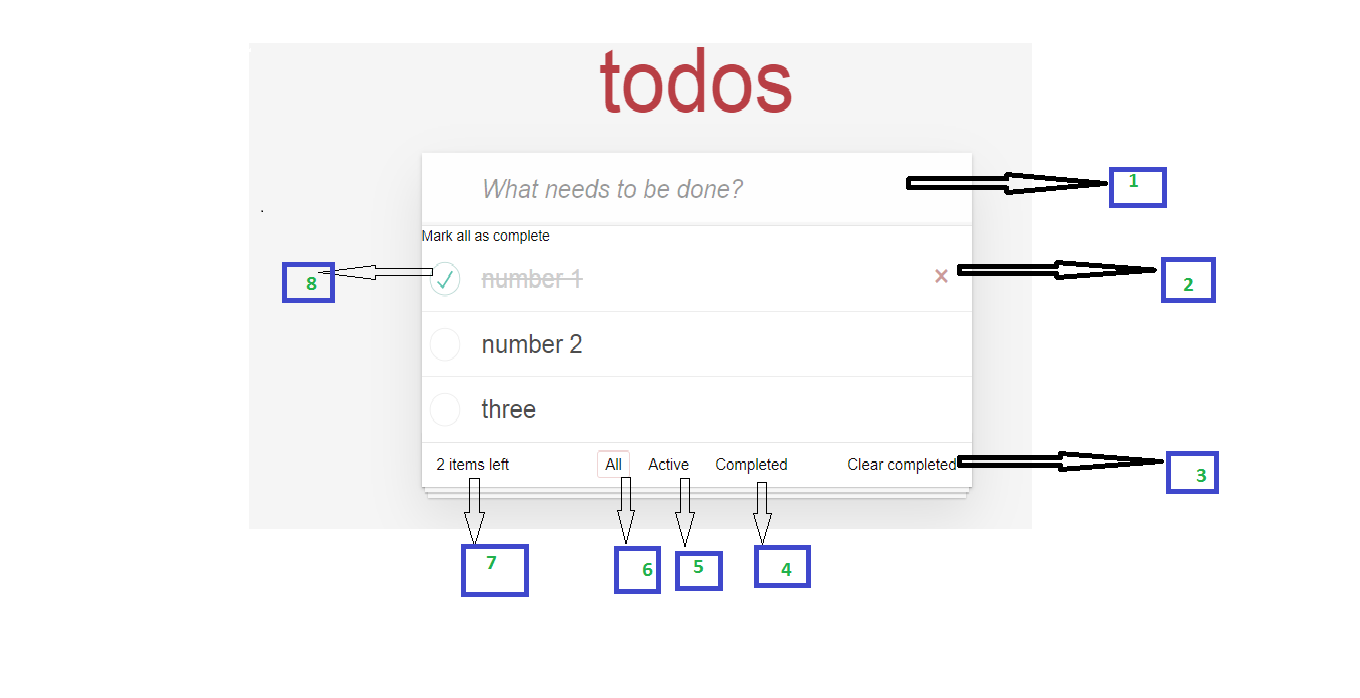 todos
What needs to be done?
1
Mark all as complete
8
number 1
×
2
number 2
three
2 items left
All
Active
Completed
Clear completed
3
7
6
5
4